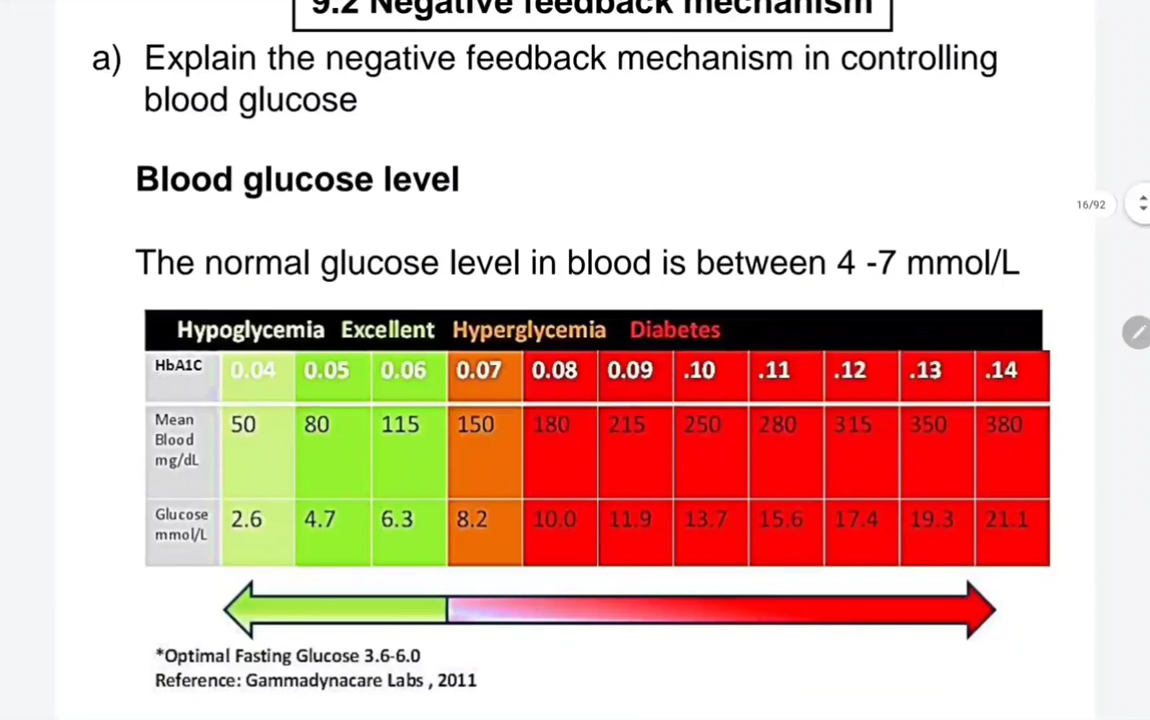 9.2 Negative feedback mechanism
a) Explain the negative feedback mechanism in controlling
blood glucose
Blood glucose level
16/92
The normal glucose level in blood is between 4 -7 mmol/L
Hypoglycemia Excellent Hyperglycemia Diabetes
HbA1C 0.04 0.05 0.06 0.07 0.08 0.09 .10 .11 .12 .13 .14
Mean
Blood
mg/dL
50 80 115 150 180 215 250 280 315 350 380
Glucose
mmol/L
2.6 4.7 6.3 8.2 10.0 11.9 13.7 15.6 17.4 19.3 21.1
*Optimal Fasting Glucose 3.6-6.0
Reference: Gammadynacare Labs , 2011